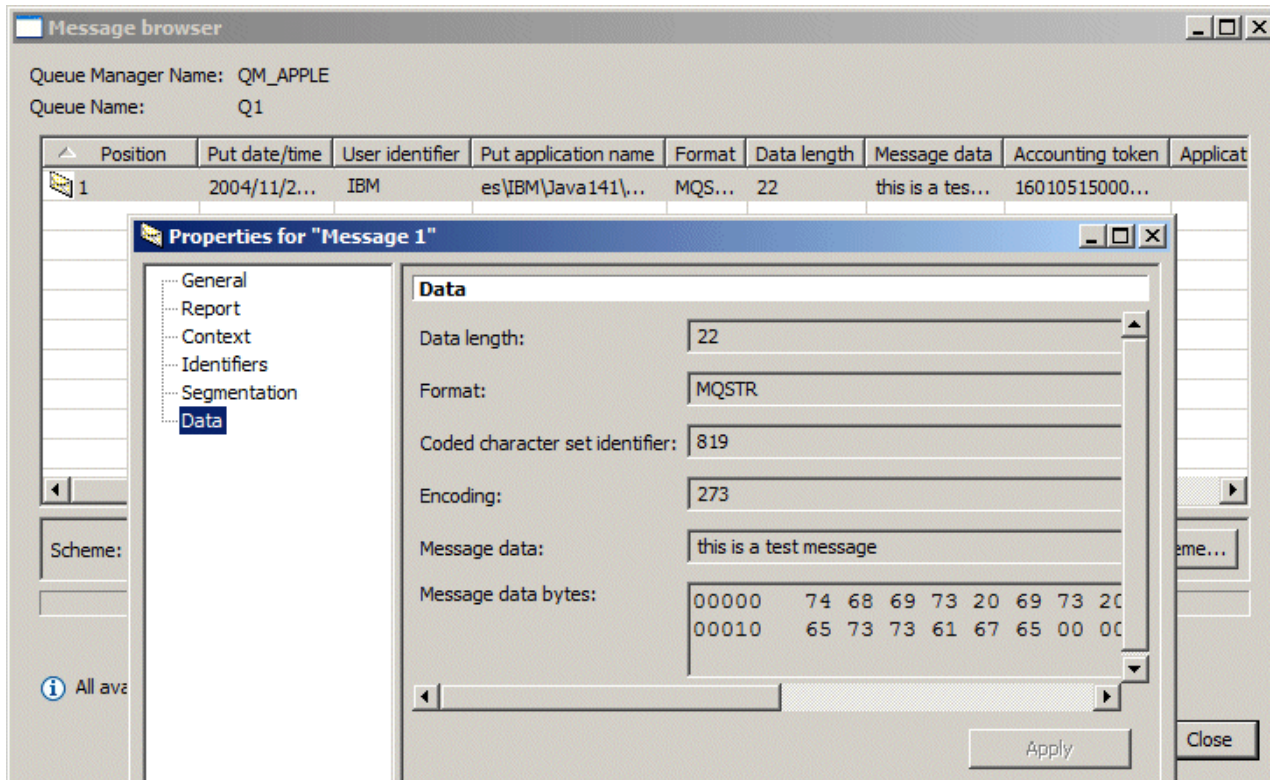 Message browser
Queue Manager Name: QM_APPLE
Queue Name: Q1
Position Put date/time User identifier Put application name Format Data length Message data Accounting token Applicat
1 2004/11/2... IBM es\IBM\Java141\... MQS... 22 this is a tes... 16010515000...
Properties for "Message 1"
General
Report
Context
Identifiers
Segmentation
Data
Data
Data length: 22
Format: MQSTR
Coded character set identifier: 819
Encoding: 273
Message data: this is a test message
Message data bytes:
00000 74 68 69 73 20 69 73 20
00010 65 73 73 61 67 65 00 00
Apply
Scheme:
eme...
All ava
Close